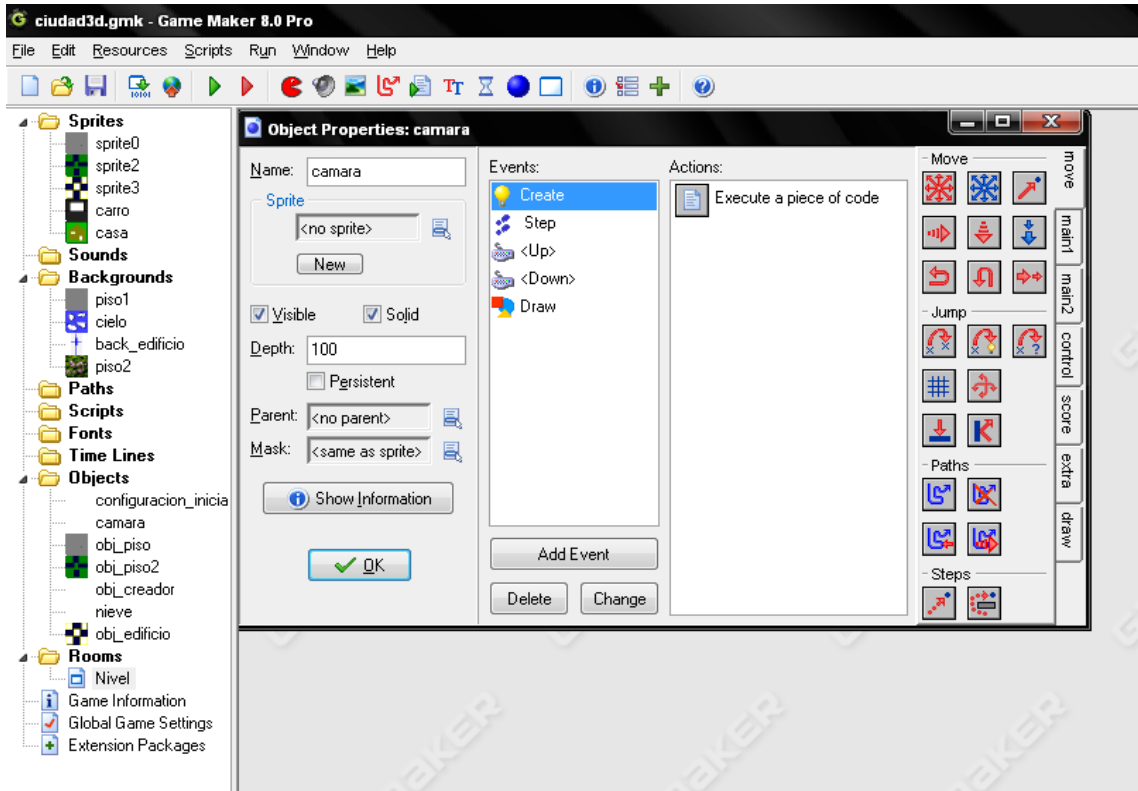 ciudad3d.gmk - Game Maker 8.0 Pro
File Edit Resources Scripts Run Window Help
Sprites
sprite0
sprite2
sprite3
carro
casa
Sounds
Backgrounds
piso1
cielo
back_edificio
piso2
Paths
Scripts
Fonts
Time Lines
Objects
configuracion_inicia
camara
obj_piso
obj_piso2
obj_creador
nieve
obj_edificio
Rooms
Nivel
Game Information
Global Game Settings
Extension Packages
Object Properties: camara
Name: camara
Sprite
<no sprite>
New
Visible Solid
Depth: 100
Persistent
Parent: <no parent>
Mask: <same as sprite>
Show Information
OK
Events:
Create
Step
<Up>
<Down>
Draw
Add Event
Delete Change
Actions:
Execute a piece of code
Move
Jump
Paths
Steps
move
main1
main2
control
score
extra
draw